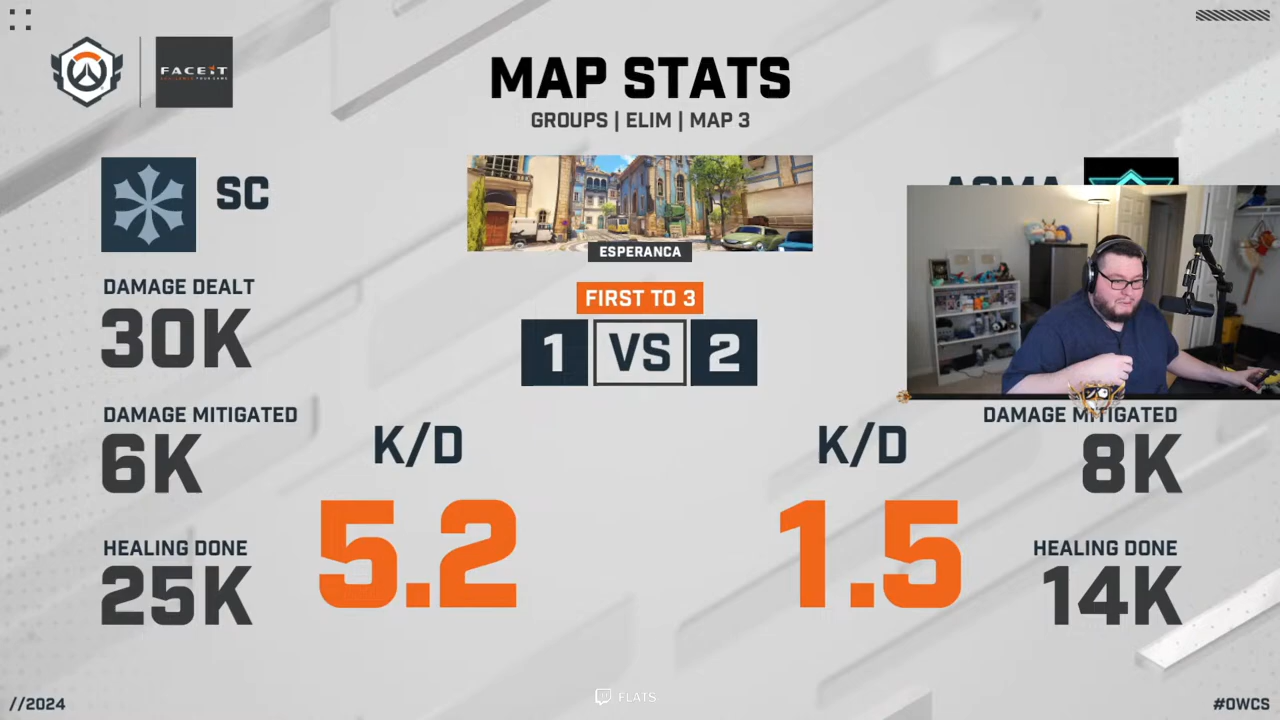 FACEIT
MAP STATS
GROUPS | ELIM | MAP 3
SC
ESPERANCA
DAMAGE DEALT
30K
FIRST TO 3
1 VS 2
DAMAGE MITIGATED
6K
K/D
5.2
K/D
1.5
DAMAGE MITIGATED
8K
HEALING DONE
25K
HEALING DONE
14K
//2024
FLATS
#OWCS